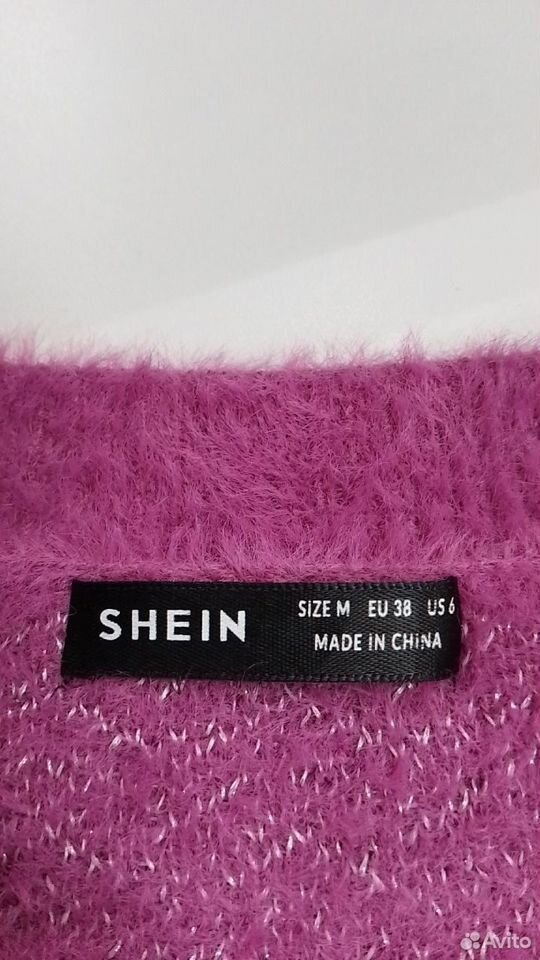 SHEIN
SIZE M EU 38 US 6
MADE IN CHINA
Avito